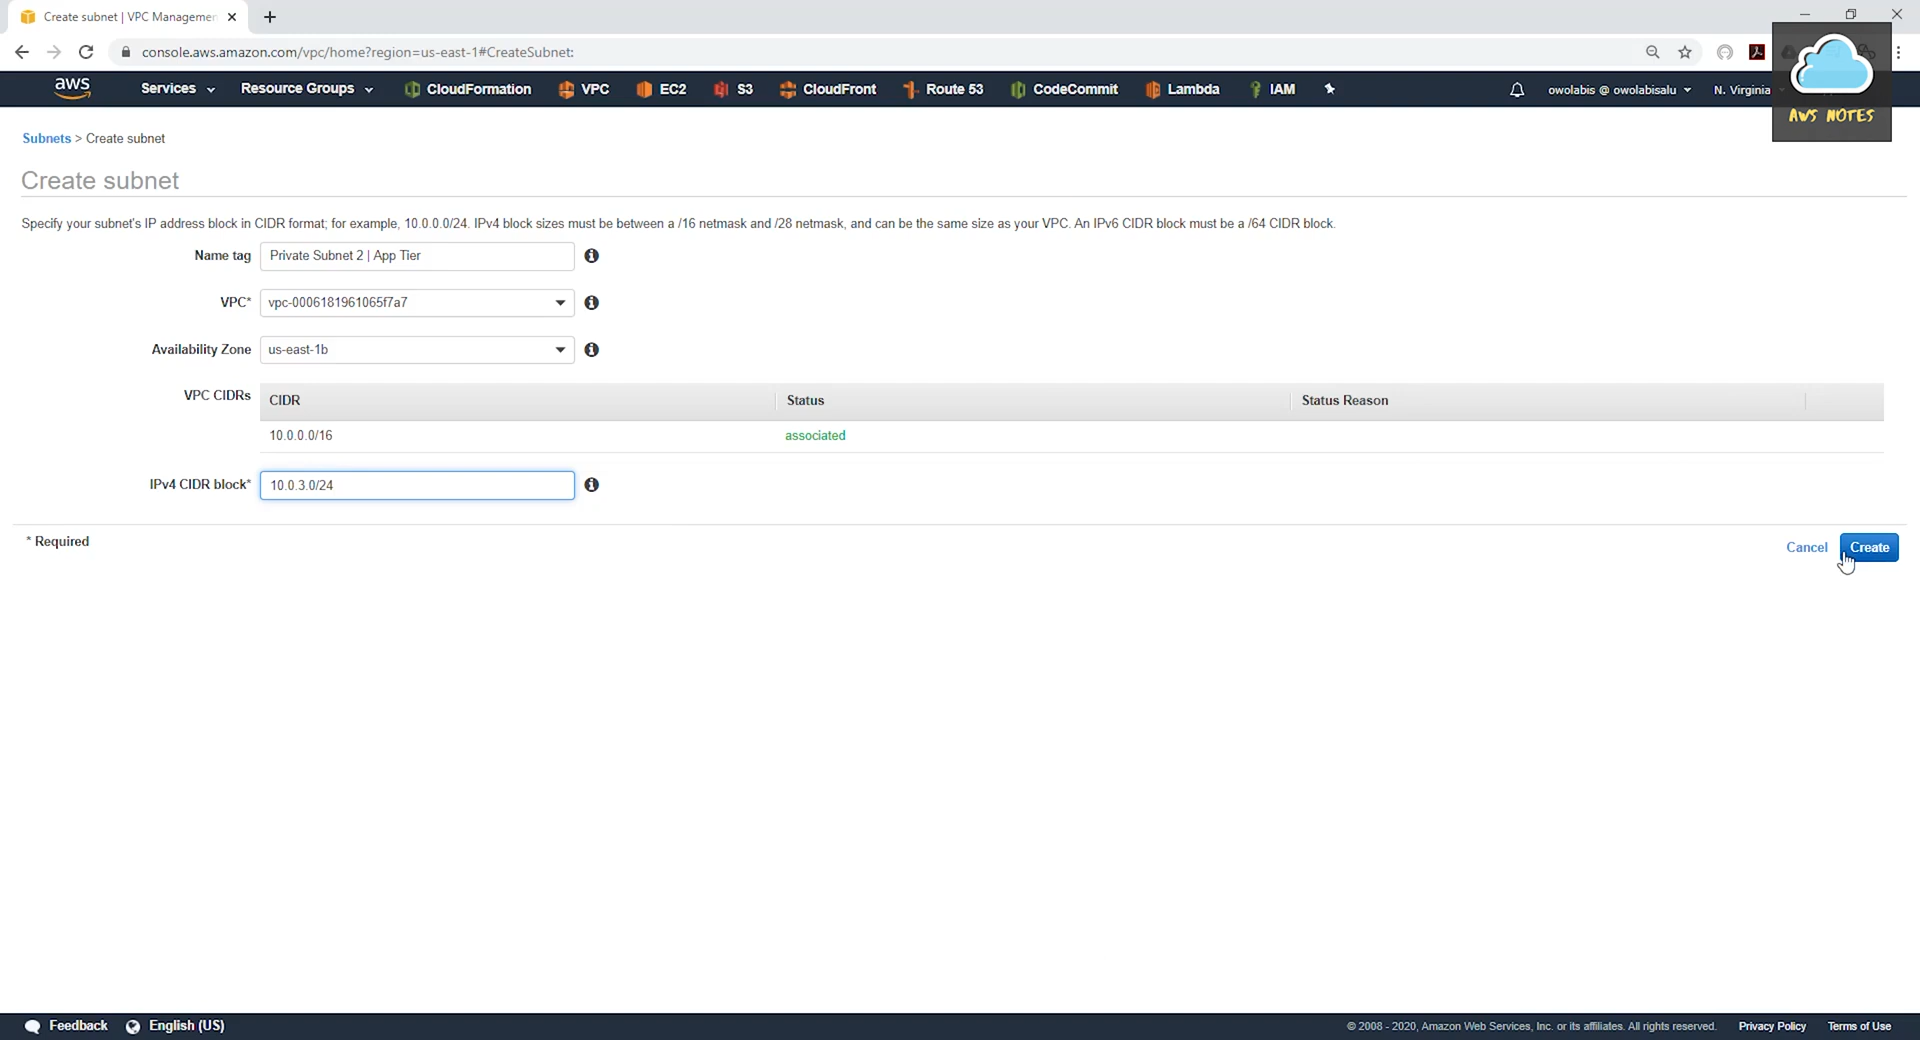 Create subnet | VPC Managemen
console.aws.amazon.com/vpc/home?region=us-east-1#CreateSubnet:
aws Services Resource Groups CloudFormation VPC EC2 S3 CloudFront Route 53 CodeCommit Lambda IAM owolabis @ owolabisalu N. Virginia
AWS NOTES
Subnets > Create subnet
Create subnet
Specify your subnet's IP address block in CIDR format; for example, 10.0.0.0/24. IPv4 block sizes must be between a /16 netmask and /28 netmask, and can be the same size as your VPC. An IPv6 CIDR block must be a /64 CIDR block.
Name tag Private Subnet 2 | App Tier
VPC* vpc-0006181961065f7a7
Availability Zone us-east-1b
VPC CIDRs CIDR Status Status Reason
10.0.0.0/16 associated
IPv4 CIDR block* 10.0.3.0/24
* Required
Cancel Create
Feedback English (US) © 2008 - 2020, Amazon Web Services, Inc. or its affiliates. All rights reserved. Privacy Policy Terms of Use